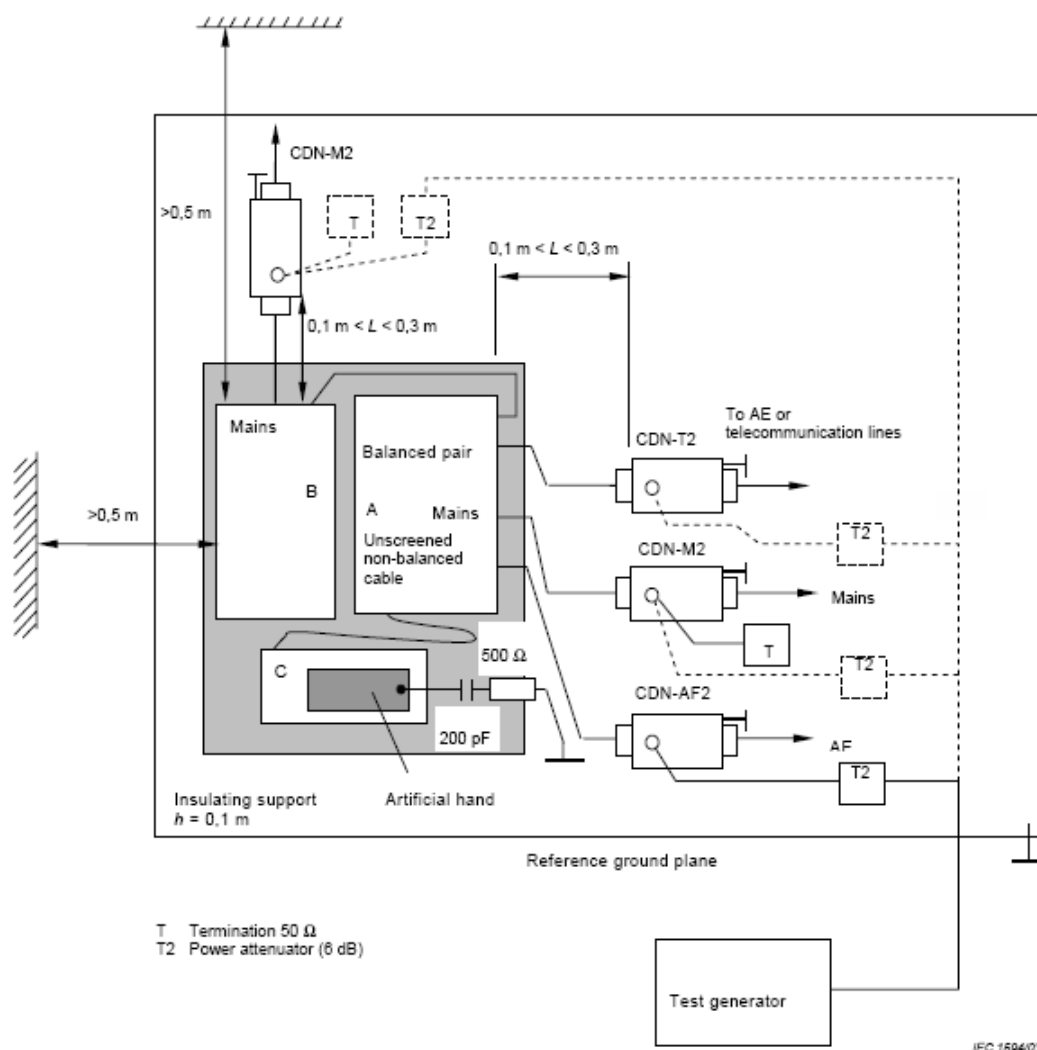 CDN-M2
>0,5 m
T
T2
0,1 m < L < 0,3 m
0,1 m < L < 0,3 m
To AE or
telecommunication lines
CDN-T2
Mains
Balanced pair
B
A
Mains
>0,5 m
Unscreened
non-balanced
cable
T2
CDN-M2
Mains
T
T2
C
500 Ω
CDN-AF2
200 pF
T2
Insulating support
h = 0,1 m
Artificial hand
Reference ground plane
T Termination 50 Ω
T2 Power attenuator (6 dB)
Test generator